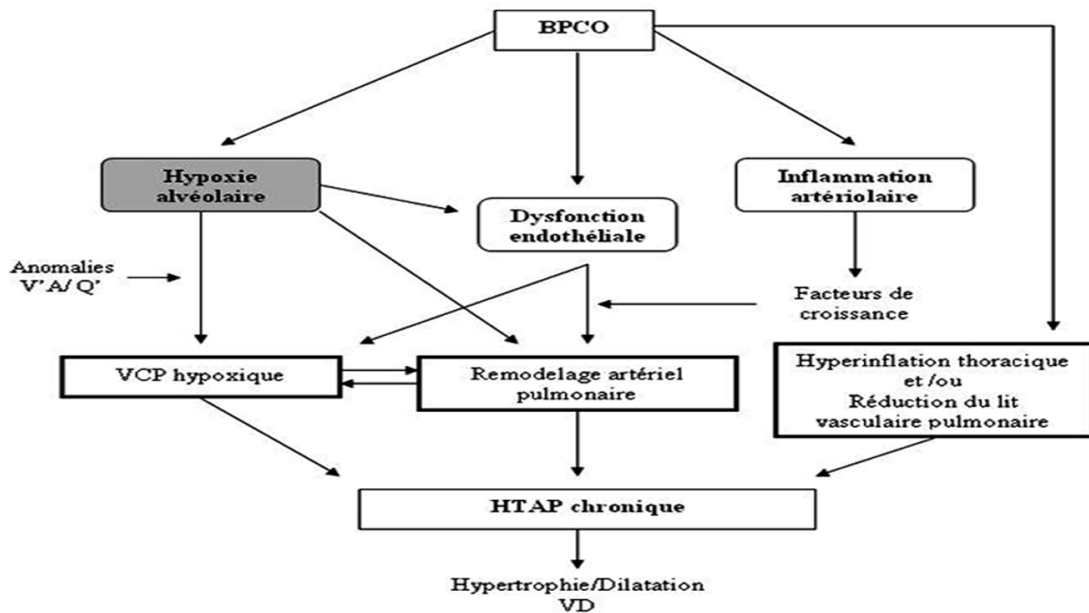 BPCO
Hypoxie
alvéolaire
Inflammation
artériolaire
Dysfonction
endothéliale
Anomalies
V'A/ Q'
Facteurs de
croissance
VCP hypoxique
Remodelage artériel
pulmonaire
Hyperinflation thoracique
et /ou
Réduction du lit
vasculaire pulmonaire
HTAP chronique
Hypertrophie/Dilatation
VD